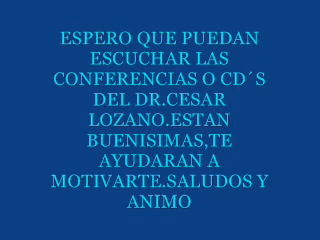 ESPERO QUE PUEDAN
ESCUCHAR LAS
CONFERENCIAS O CD´S
DEL DR.CESAR
LOZANO.ESTAN
BUENISIMAS,TE
AYUDARAN A
MOTIVARTE.SALUDOS Y
ANIMO